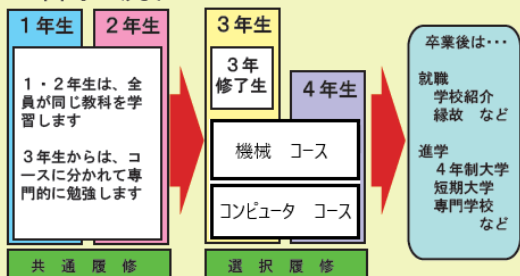 1年生
2年生
1・2年生は、全
員が同じ教科を学
習します
3年生からは、コ
ースに分かれて専
門的に勉強します
共通履修
3年生
3年
修了生
4年生
機械 コース
コンピュータ コース
選択履修
卒業後は・・・
就職
学校紹介
縁故 など
進学
4年制大学
短期大学
専門学校
など